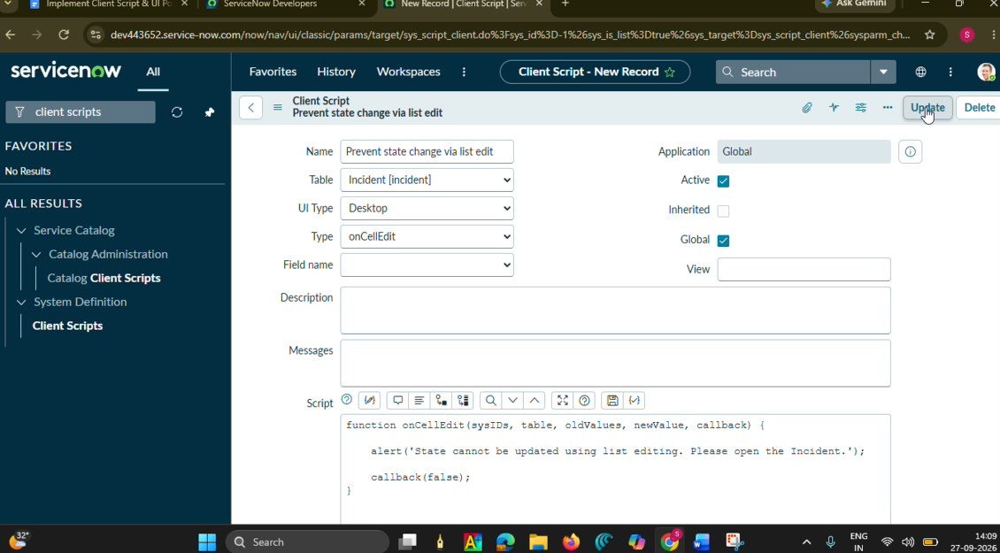 Implement Client Script & UI Po
ServiceNow Developers
New Record | Client Script | Ser
Ask Gemini
dev443652.service-now.com/now/nav/ui/classic/params/target/sys_script_client.do%3Fsys_id%3D-1%26sys_is_list%3Dtrue%26sys_target%3Dsys_script_client%26sysparm_ch...
S
servicenow
All
Favorites
History
Workspaces
Client Script - New Record
Search
client scripts
Client Script
Prevent state change via list edit
Update
Delete
FAVORITES
No Results
ALL RESULTS
Service Catalog
Catalog Administration
Catalog Client Scripts
System Definition
Client Scripts
Name
Prevent state change via list edit
Application
Global
Table
Incident [incident]
Active
UI Type
Desktop
Inherited
Type
onCellEdit
Global
Field name
View
Description
Messages
Script
function onCellEdit(sysIDs, table, oldValues, newValue, callback) {
alert('State cannot be updated using list editing. Please open the Incident.');
callback(false);
}
32°
Search
S
ENG
IN
14:09
27-09-2026